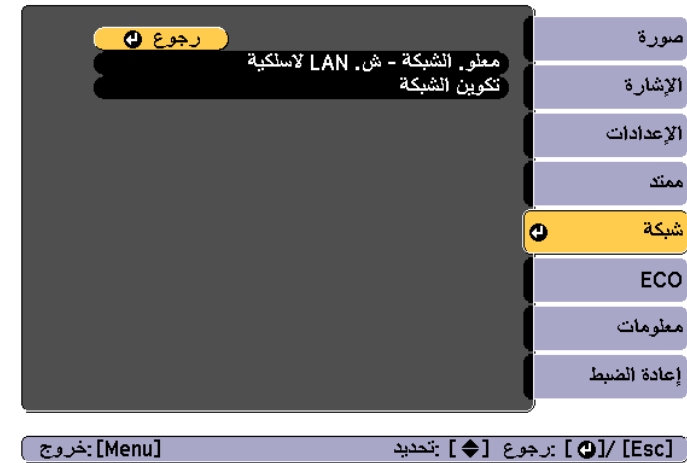 صورة
الإشارة
الإعدادات
ممتد
شبكة
ECO
معلومات
إعادة الضبط
رجوع
معلو. الشبكة - ش. LAN لاسلكية
تكوين الشبكة
[Esc] /[ ] :رجوع [ ] :تحديد [Menu] :خروج